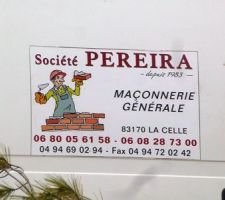 Société PEREIRA
- depuis 1983 -
MAÇONNERIE
GÉNÉRALE
83170 LA CELLE
06 80 05 61 58 - 06 08 28 73 00
04 94 69 02 94 - Fax 04 94 72 02 42